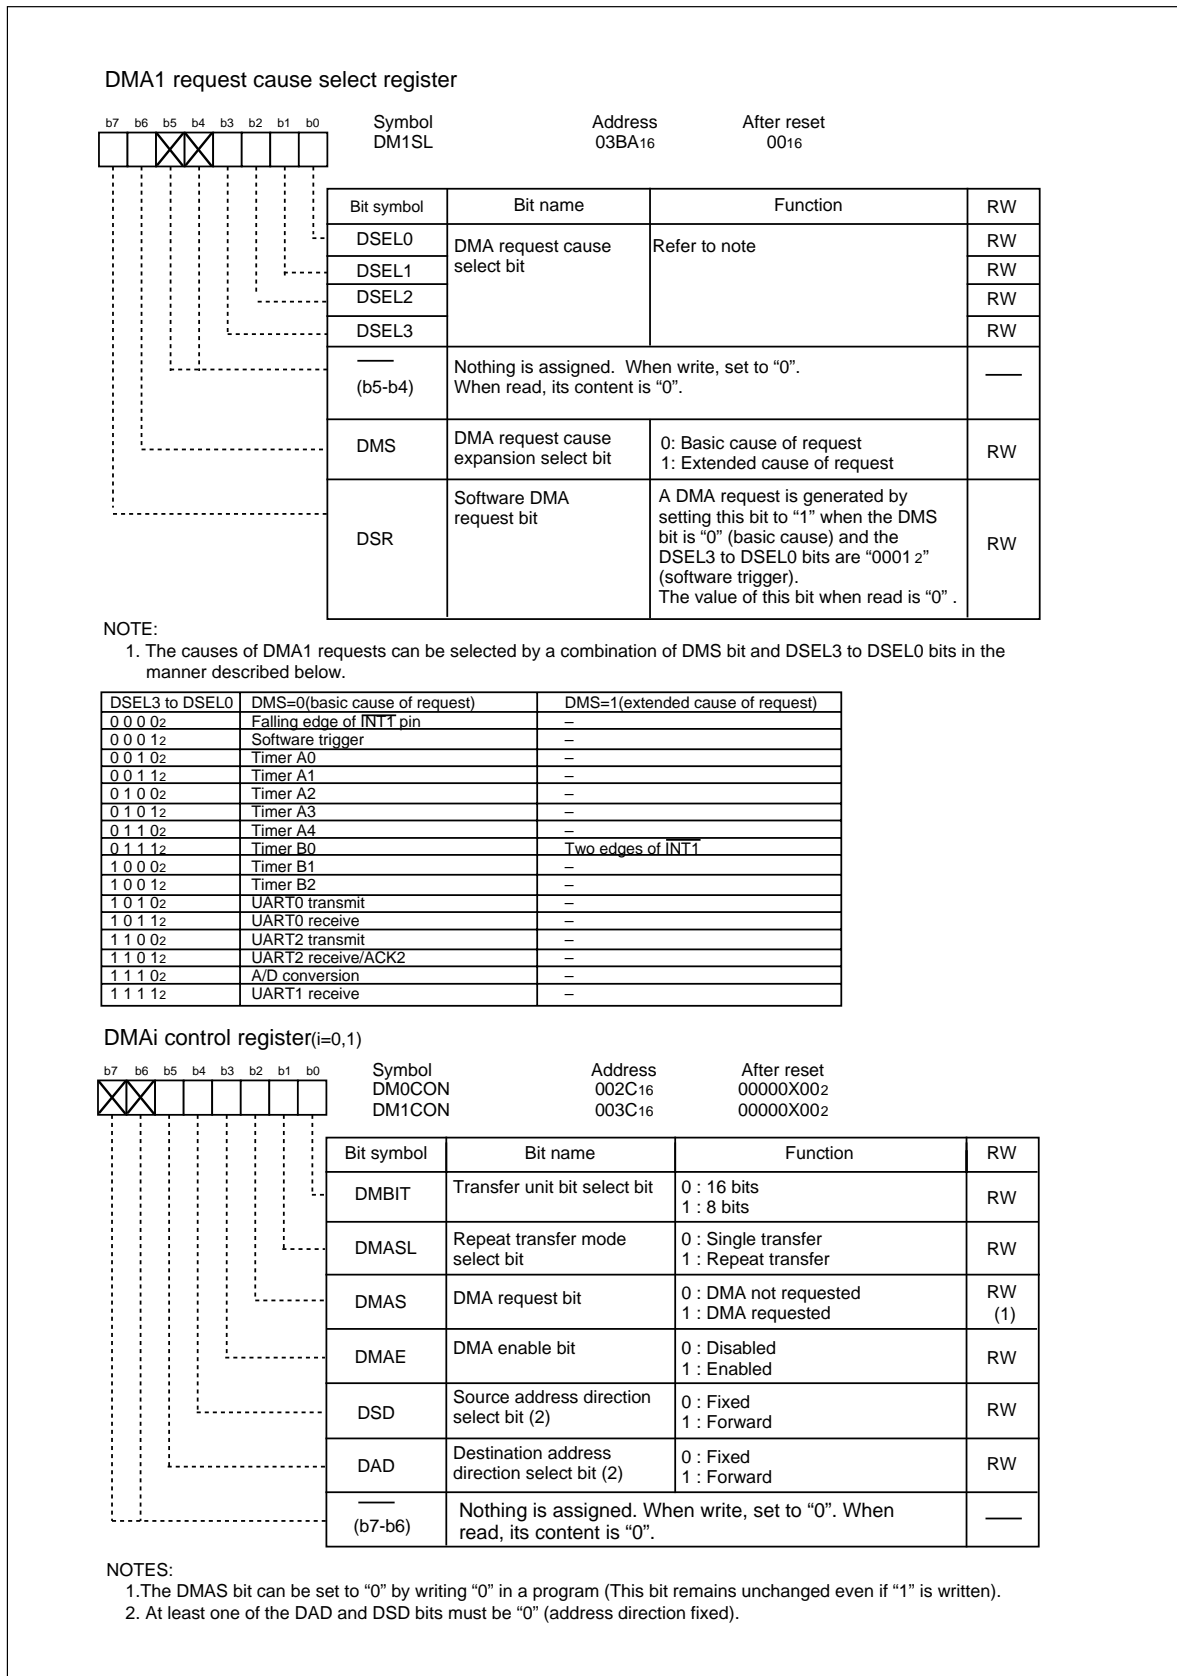 DMA1 request cause select register
b7 b6 b5 b4 b3 b2 b1 b0
Symbol Address After reset
DM1SL 03BA16 0016
Bit symbol Bit name Function RW
DSEL0 DMA request cause Refer to note RW
DSEL1 select bit RW
DSEL2 RW
DSEL3 RW
(b5-b4) Nothing is assigned. When write, set to “0”.
When read, its content is “0”.
DMS DMA request cause 0: Basic cause of request RW
expansion select bit 1: Extended cause of request
DSR Software DMA A DMA request is generated by RW
request bit setting this bit to “1” when the DMS
bit is “0” (basic cause) and the
DSEL3 to DSEL0 bits are “0001 2”
(software trigger).
The value of this bit when read is “0” .
NOTE:
1. The causes of DMA1 requests can be selected by a combination of DMS bit and DSEL3 to DSEL0 bits in the
manner described below.
DSEL3 to DSEL0 DMS=0(basic cause of request) DMS=1(extended cause of request)
0 0 0 02 Falling edge of INT1 pin –
0 0 0 12 Software trigger –
0 0 1 02 Timer A0 –
0 0 1 12 Timer A1 –
0 1 0 02 Timer A2 –
0 1 0 12 Timer A3 –
0 1 1 02 Timer A4 –
0 1 1 12 Timer B0 Two edges of INT1
1 0 0 02 Timer B1 –
1 0 0 12 Timer B2 –
1 0 1 02 UART0 transmit –
1 0 1 12 UART0 receive –
1 1 0 02 UART2 transmit –
1 1 0 12 UART2 receive/ACK2 –
1 1 1 02 A/D conversion –
1 1 1 12 UART1 receive –
DMAi control register(i=0,1)
b7 b6 b5 b4 b3 b2 b1 b0
Symbol Address After reset
DM0CON 002C16 00000X002
DM1CON 003C16 00000X002
Bit symbol Bit name Function RW
DMBIT Transfer unit bit select bit 0 : 16 bits RW
1 : 8 bits
DMASL Repeat transfer mode 0 : Single transfer RW
select bit 1 : Repeat transfer
DMAS DMA request bit 0 : DMA not requested RW
1 : DMA requested (1)
DMAE DMA enable bit 0 : Disabled RW
1 : Enabled
DSD Source address direction 0 : Fixed RW
select bit (2) 1 : Forward
DAD Destination address 0 : Fixed RW
direction select bit (2) 1 : Forward
(b7-b6) Nothing is assigned. When write, set to “0”. When
read, its content is “0”.
NOTES:
1.The DMAS bit can be set to “0” by writing “0” in a program (This bit remains unchanged even if “1” is written).
2. At least one of the DAD and DSD bits must be “0” (address direction fixed).